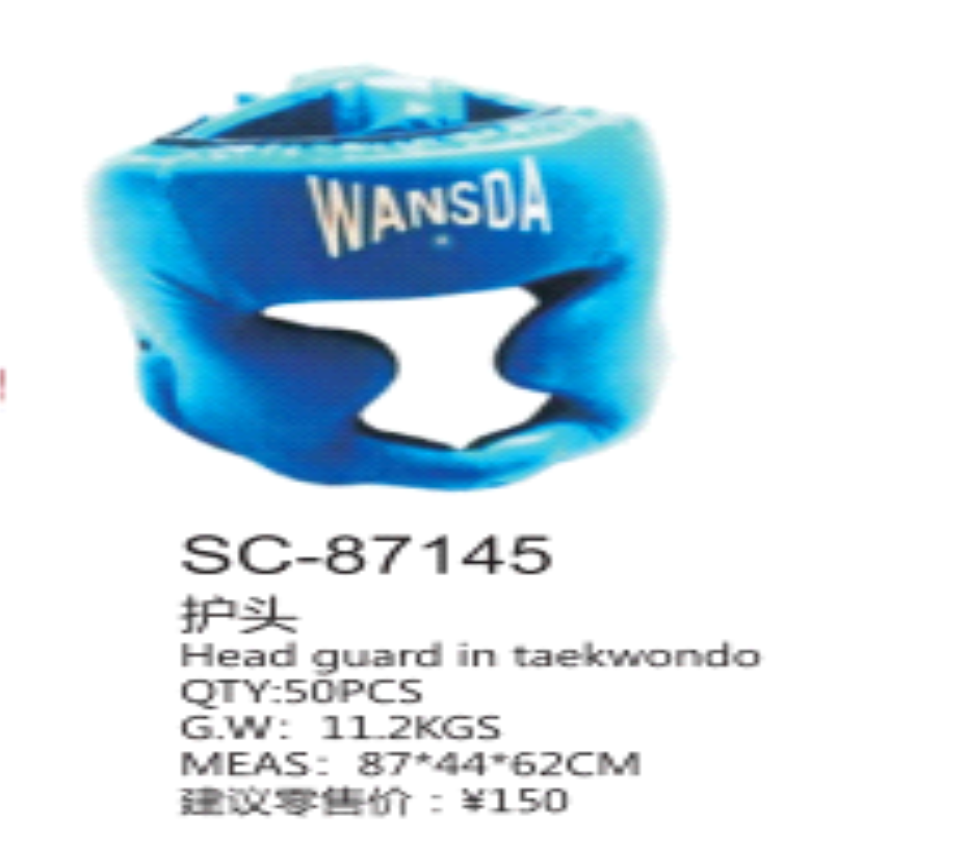 WANSDA
SC-87145
护头
Head guard in taekwondo
QTY:50PCS
G.W：11.2KGS
MEAS：87*44*62CM
建议零售价：¥150